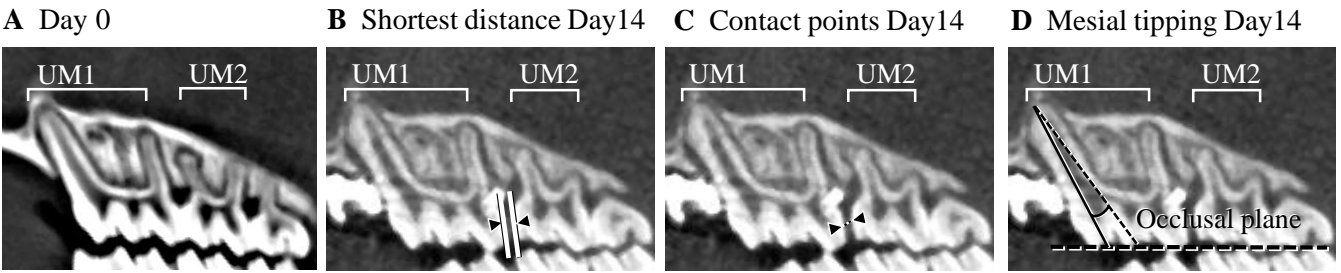 A Day 0
B Shortest distance Day14
C Contact points Day14
D Mesial tipping Day14
UM1 UM2
UM1 UM2
UM1 UM2
UM1 UM2
Occlusal plane